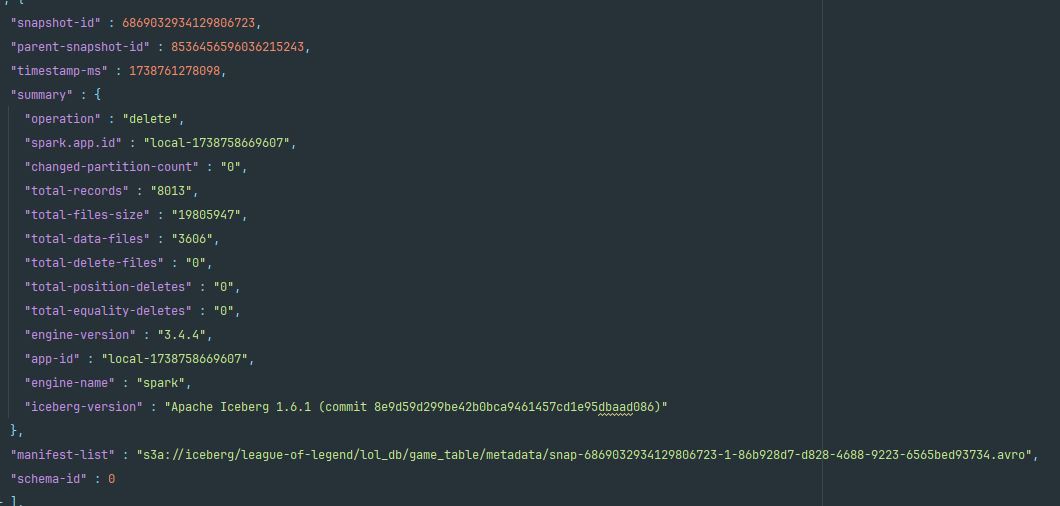 }, {
"snapshot-id" : 6869032934129806723,
"parent-snapshot-id" : 8536456596036215243,
"timestamp-ms" : 1738761278098,
"summary" : {
"operation" : "delete",
"spark.app.id" : "local-1738758669607",
"changed-partition-count" : "0",
"total-records" : "8013",
"total-files-size" : "19805947",
"total-data-files" : "3606",
"total-delete-files" : "0",
"total-position-deletes" : "0",
"total-equality-deletes" : "0",
"engine-version" : "3.4.4",
"app-id" : "local-1738758669607",
"engine-name" : "spark",
"iceberg-version" : "Apache Iceberg 1.6.1 (commit 8e9d59d299be42b0bca9461457cd1e95dbaad086)"
},
"manifest-list" : "s3a://iceberg/league-of-legend/lol_db/game_table/metadata/snap-6869032934129806723-1-86b928d7-d828-4688-9223-6565bed93734.avro",
"schema-id" : 0
} ],